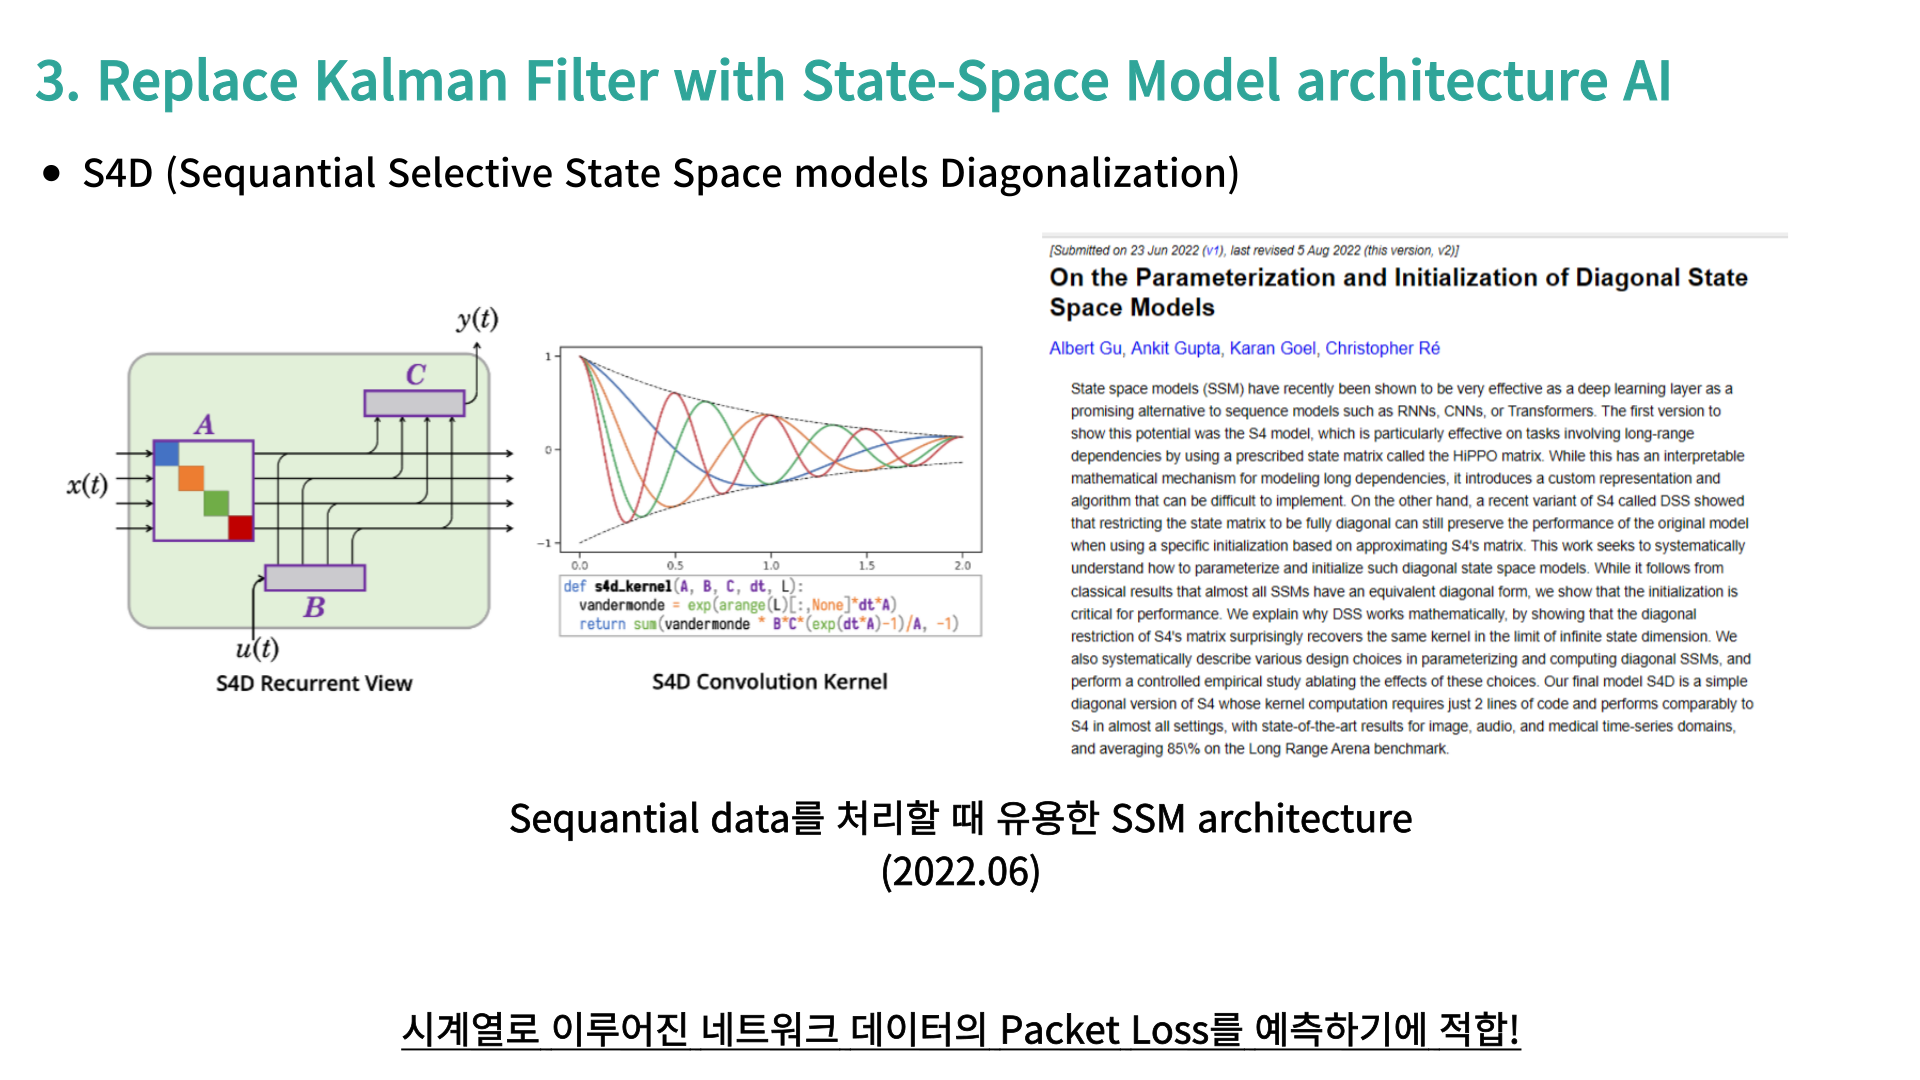 3. Replace Kalman Filter with State-Space Model architecture AI
• S4D (Sequantial Selective State Space models Diagonalization)
y(t)
C
A
x(t)
B
u(t)
S4D Recurrent View
1
0
−1
0.0 0.5 1.0 1.5 2.0
def s4d_kernel(A, B, C, dt, L):
vandermonde = exp(arange(L)[:,None]*dt*A)
return sum(vandermonde * B*C*(exp(dt*A)-1)/A, -1)
S4D Convolution Kernel
[Submitted on 23 Jun 2022 (v1), last revised 5 Aug 2022 (this version, v2)]
On the Parameterization and Initialization of Diagonal State
Space Models
Albert Gu, Ankit Gupta, Karan Goel, Christopher Ré
State space models (SSM) have recently been shown to be very effective as a deep learning layer as a
promising alternative to sequence models such as RNNs, CNNs, or Transformers. The first version to
show this potential was the S4 model, which is particularly effective on tasks involving long-range
dependencies by using a prescribed state matrix called the HiPPO matrix. While this has an interpretable
mathematical mechanism for modeling long dependencies, it introduces a custom representation and
algorithm that can be difficult to implement. On the other hand, a recent variant of S4 called DSS showed
that restricting the state matrix to be fully diagonal can still preserve the performance of the original model
when using a specific initialization based on approximating S4's matrix. This work seeks to systematically
understand how to parameterize and initialize such diagonal state space models. While it follows from
classical results that almost all SSMs have an equivalent diagonal form, we show that the initialization is
critical for performance. We explain why DSS works mathematically, by showing that the diagonal
restriction of S4's matrix surprisingly recovers the same kernel in the limit of infinite state dimension. We
also systematically describe various design choices in parameterizing and computing diagonal SSMs, and
perform a controlled empirical study ablating the effects of these choices. Our final model S4D is a simple
diagonal version of S4 whose kernel computation requires just 2 lines of code and performs comparably to
S4 in almost all settings, with state-of-the-art results for image, audio, and medical time-series domains,
and averaging 85\% on the Long Range Arena benchmark.
Sequantial data를 처리할 때 유용한 SSM architecture
(2022.06)
시계열로 이루어진 네트워크 데이터의 Packet Loss를 예측하기에 적합!